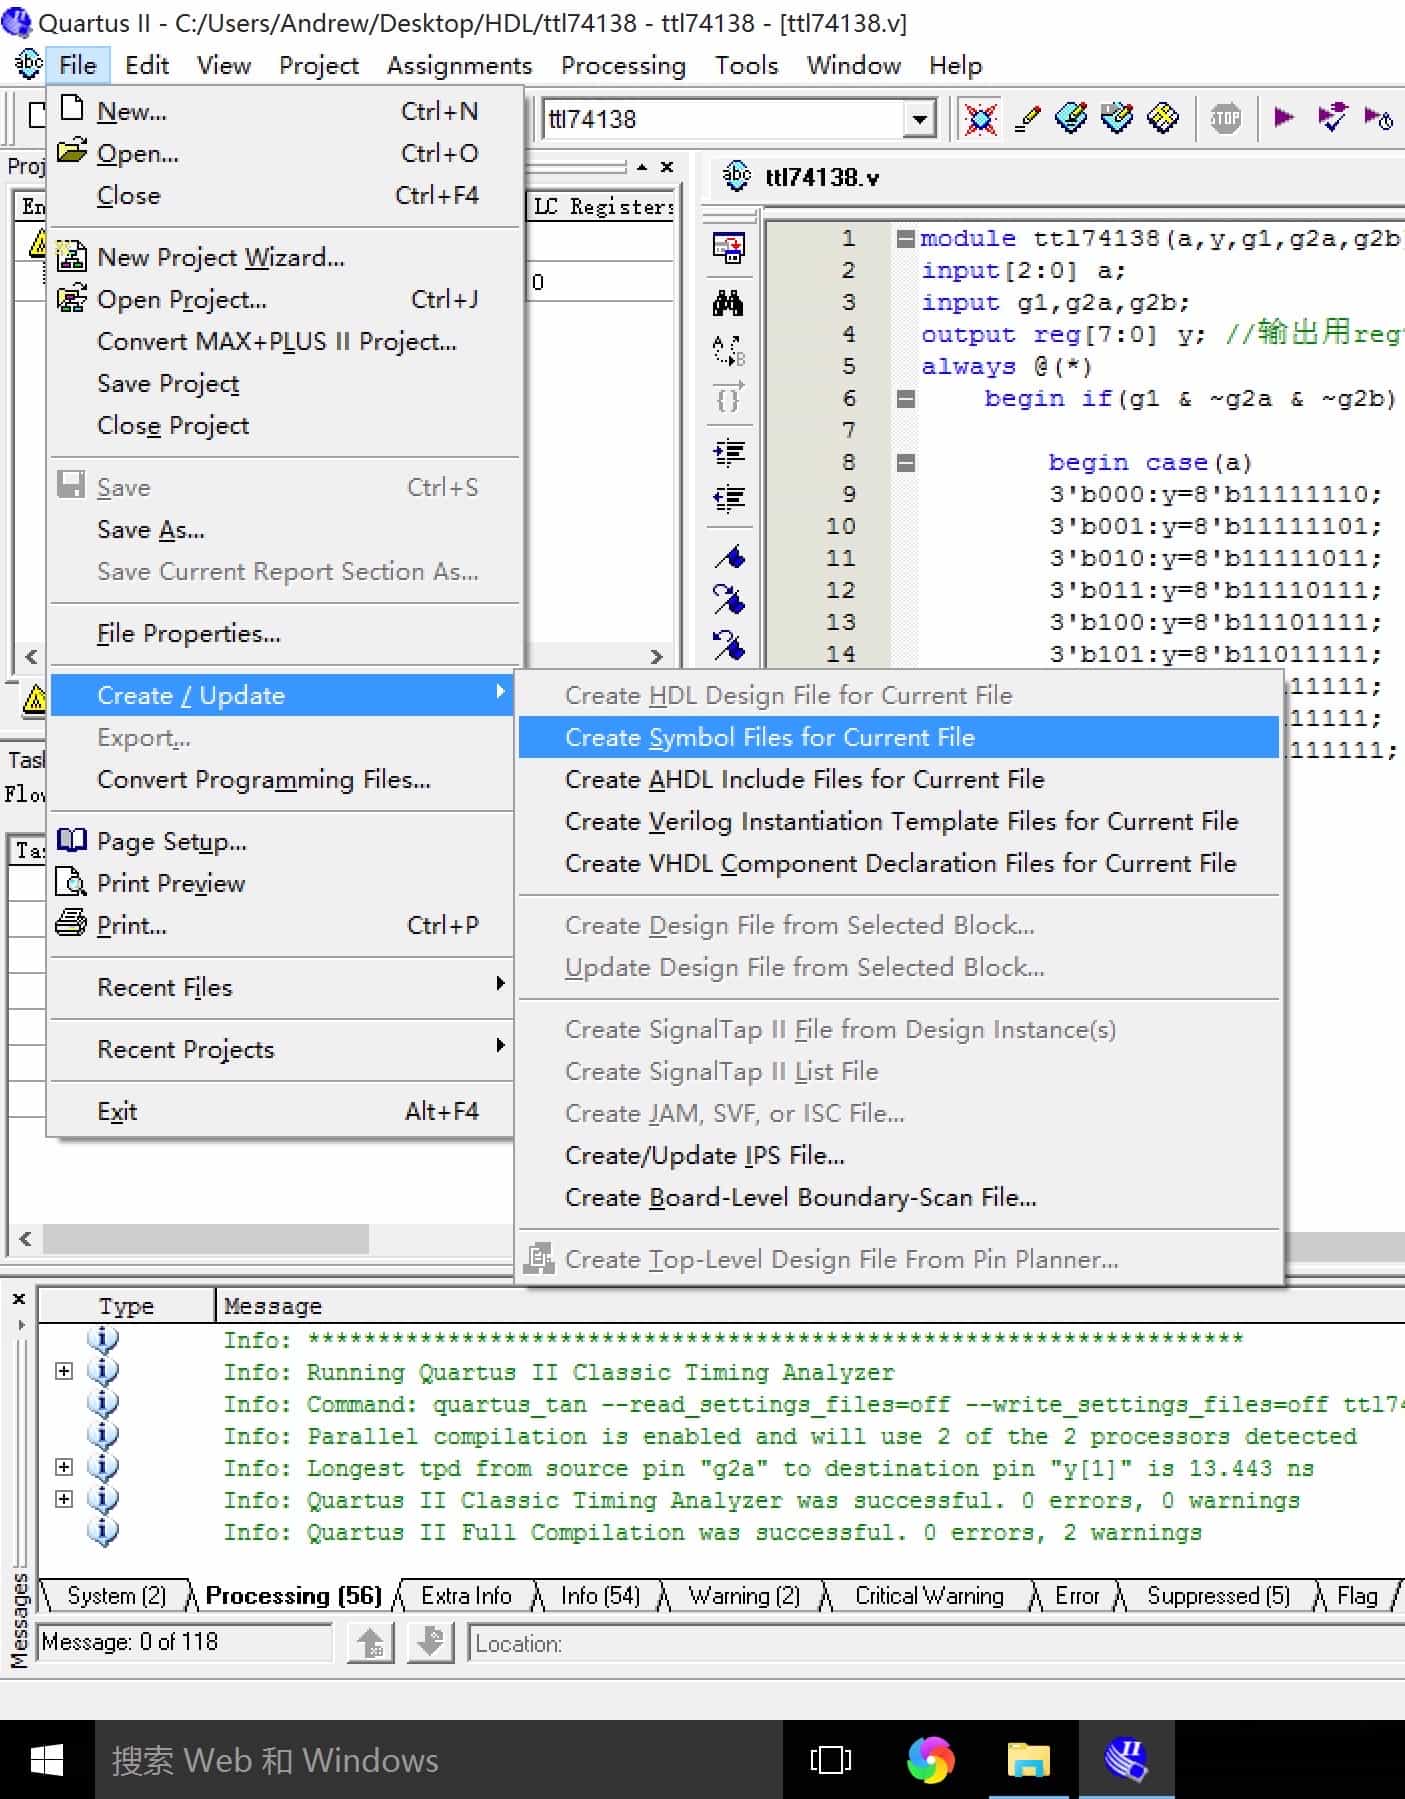 Quartus II - C:/Users/Andrew/Desktop/HDL/ttl74138 - ttl74138 - [ttl74138.v]
File Edit View Project Assignments Processing Tools Window Help
New... Ctrl+N
Open... Ctrl+O
Close Ctrl+F4
New Project Wizard...
Open Project... Ctrl+J
Convert MAX+PLUS II Project...
Save Project
Close Project
Save Ctrl+S
Save As...
Save Current Report Section As...
File Properties...
Create / Update
Export...
Convert Programming Files...
Page Setup...
Print Preview
Print... Ctrl+P
Recent Files
Recent Projects
Exit Alt+F4
Create HDL Design File for Current File
Create Symbol Files for Current File
Create AHDL Include Files for Current File
Create Verilog Instantiation Template Files for Current File
Create VHDL Component Declaration Files for Current File
Create Design File from Selected Block...
Update Design File from Selected Block...
Create SignalTap II File from Design Instance(s)
Create SignalTap II List File
Create JAM, SVF, or ISC File...
Create/Update IPS File...
Create Board-Level Boundary-Scan File...
Create Top-Level Design File From Pin Planner...
ttl74138
STOP
LC Registers
0
ttl74138.v
1 module ttl74138(a,y,g1,g2a,g2b
2 input[2:0] a;
3 input g1,g2a,g2b;
4 output reg[7:0] y; //输出用reg
5 always @(*)
6 begin if(g1 & ~g2a & ~g2b)
7
8 begin case(a)
9 3'b000:y=8'b11111110;
10 3'b001:y=8'b11111101;
11 3'b010:y=8'b11111011;
12 3'b011:y=8'b11110111;
13 3'b100:y=8'b11101111;
14 3'b101:y=8'b11011111;
11111;
11111;
111111;
Type Message
Info: *******************************************************************
Info: Running Quartus II Classic Timing Analyzer
Info: Command: quartus_tan --read_settings_files=off --write_settings_files=off ttl74
Info: Parallel compilation is enabled and will use 2 of the 2 processors detected
Info: Longest tpd from source pin "g2a" to destination pin "y[1]" is 13.443 ns
Info: Quartus II Classic Timing Analyzer was successful. 0 errors, 0 warnings
Info: Quartus II Full Compilation was successful. 0 errors, 2 warnings
System (2) Processing (56) Extra Info Info (54) Warning (2) Critical Warning Error Suppressed (5) Flag
Messages
Message: 0 of 118
Location:
搜索 Web 和 Windows